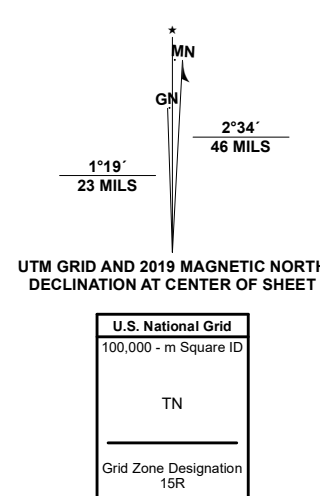 ★
MN
GN
2°34´
46 MILS
1°19´
23 MILS
UTM GRID AND 2019 MAGNETIC NORTH
DECLINATION AT CENTER OF SHEET
U.S. National Grid
100,000 - m Square ID
TN
Grid Zone Designation
15R